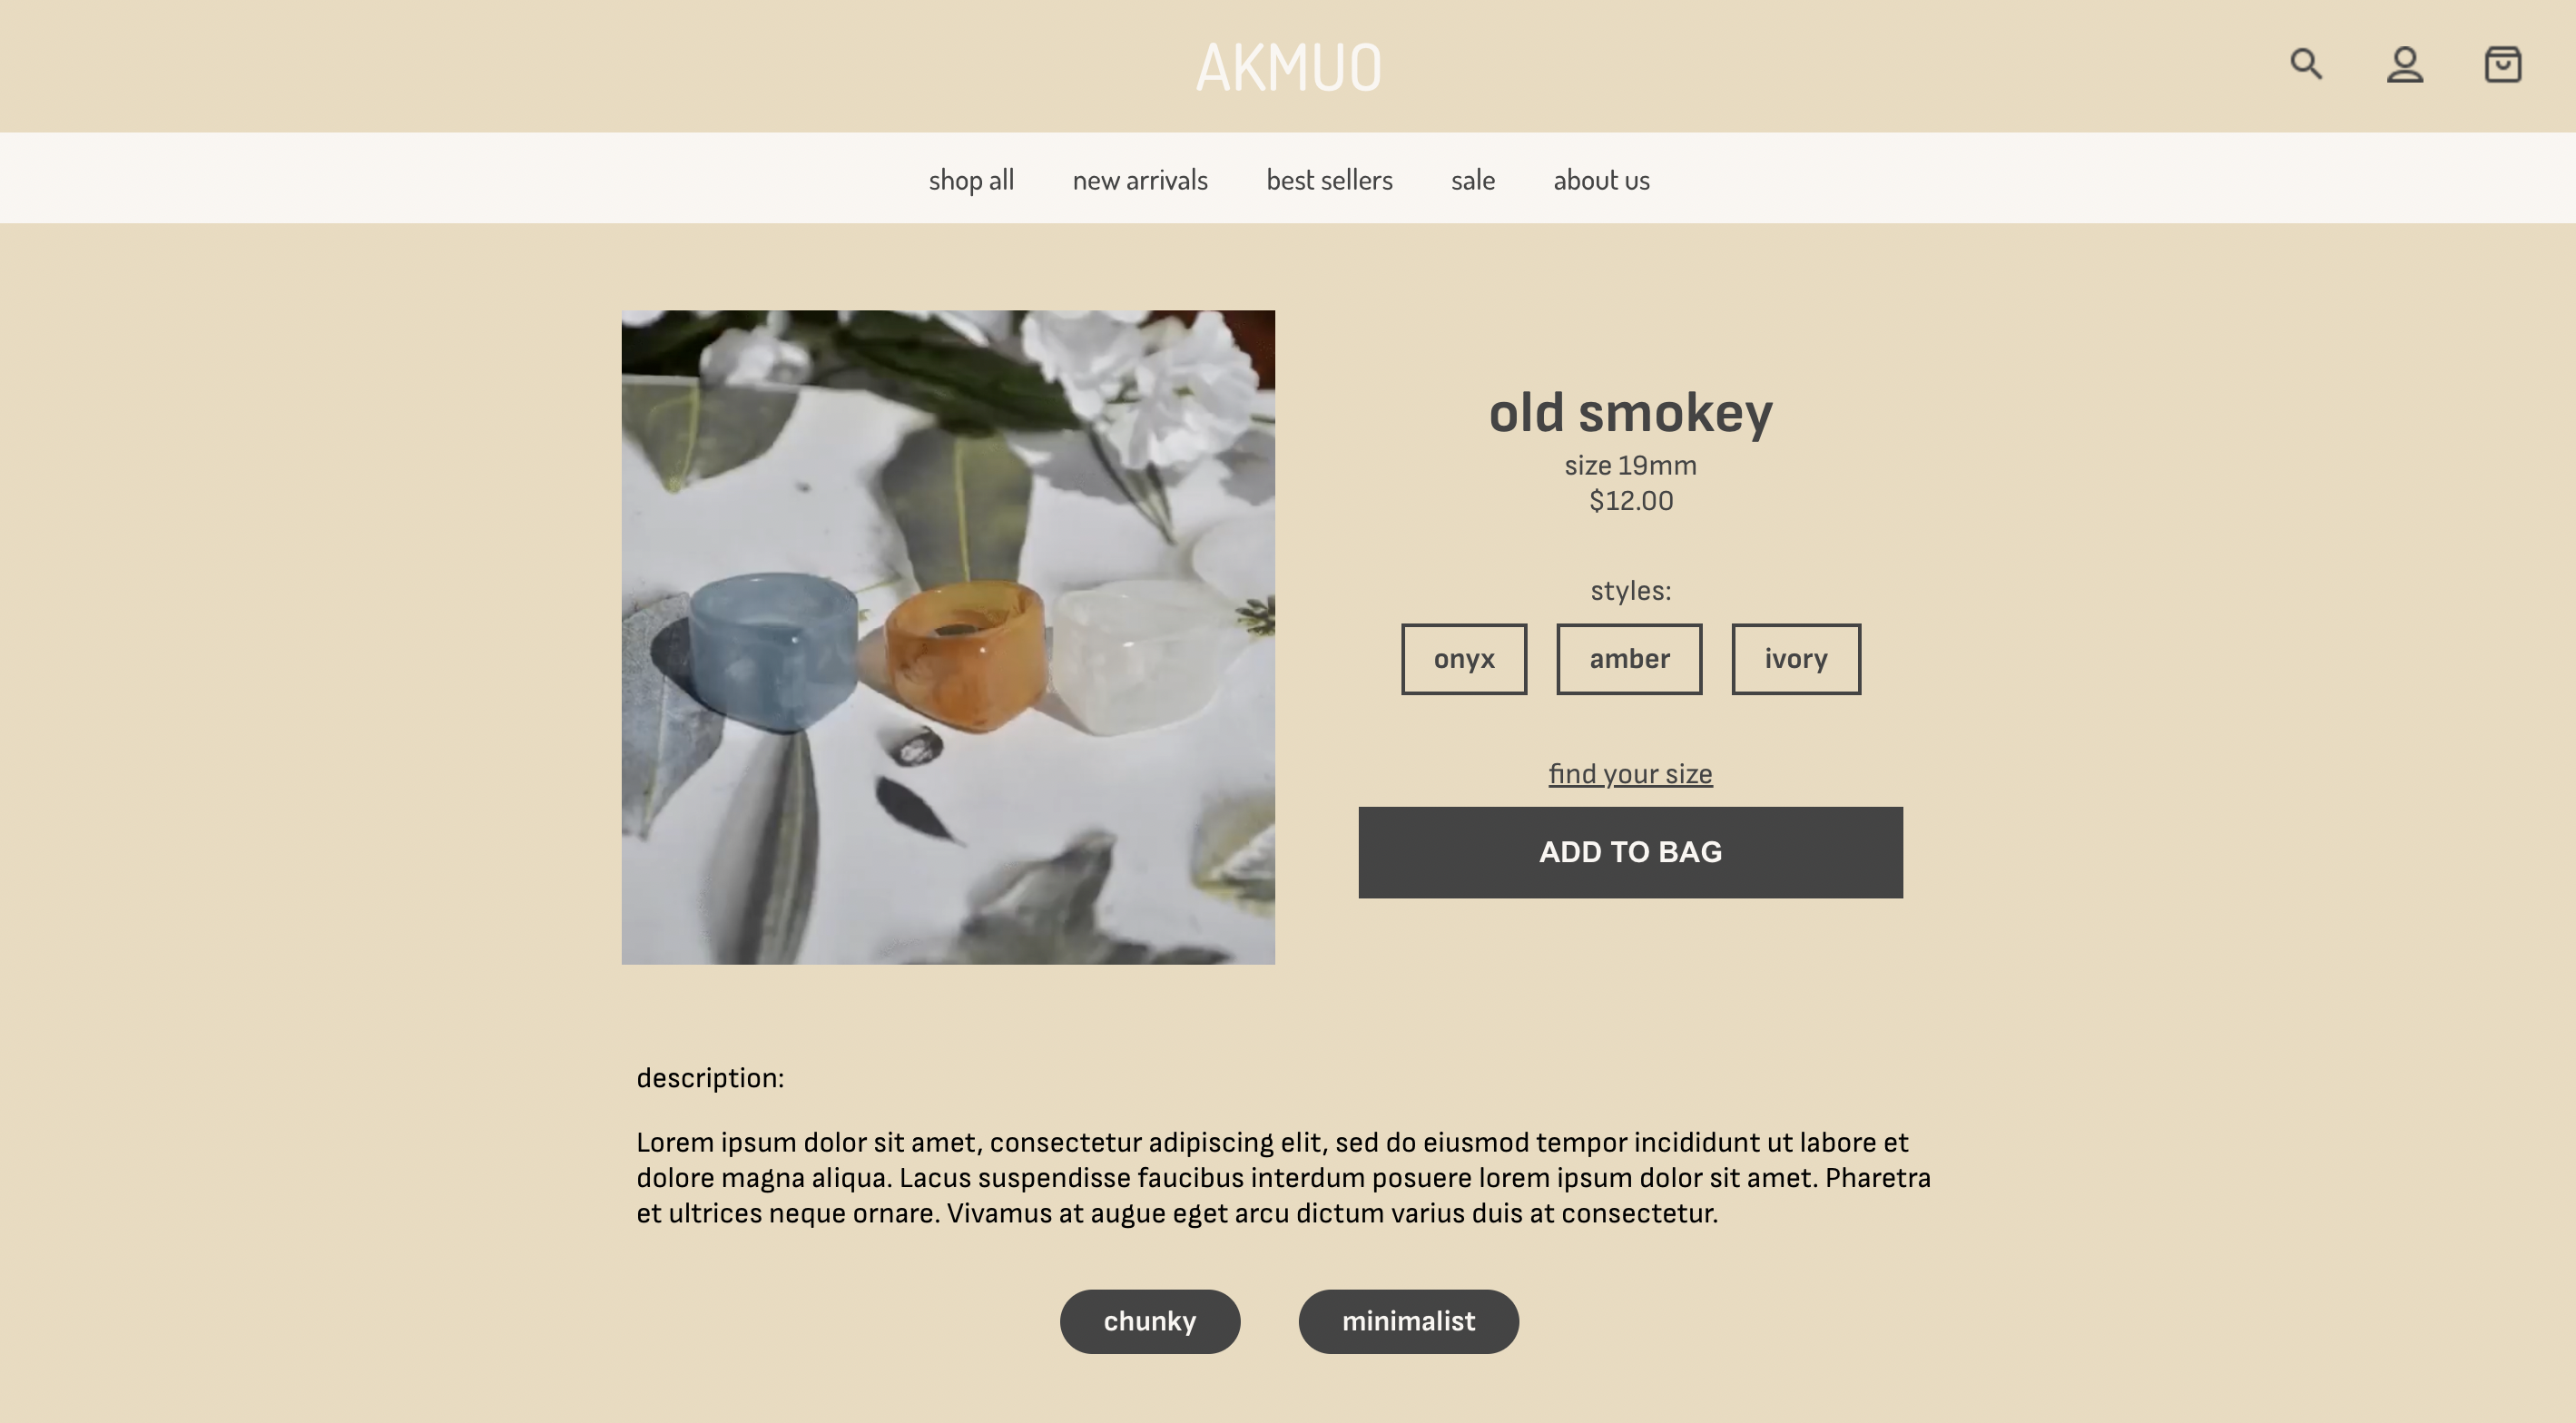 AKMUO
shop all
new arrivals
best sellers
sale
about us
old smokey
size 19mm
$12.00
styles:
onyx
amber
ivory
find your size
ADD TO BAG
description:
Lorem ipsum dolor sit amet, consectetur adipiscing elit, sed do eiusmod tempor incididunt ut labore et
dolore magna aliqua. Lacus suspendisse faucibus interdum posuere lorem ipsum dolor sit amet. Pharetra
et ultrices neque ornare. Vivamus at augue eget arcu dictum varius duis at consectetur.
chunky
minimalist